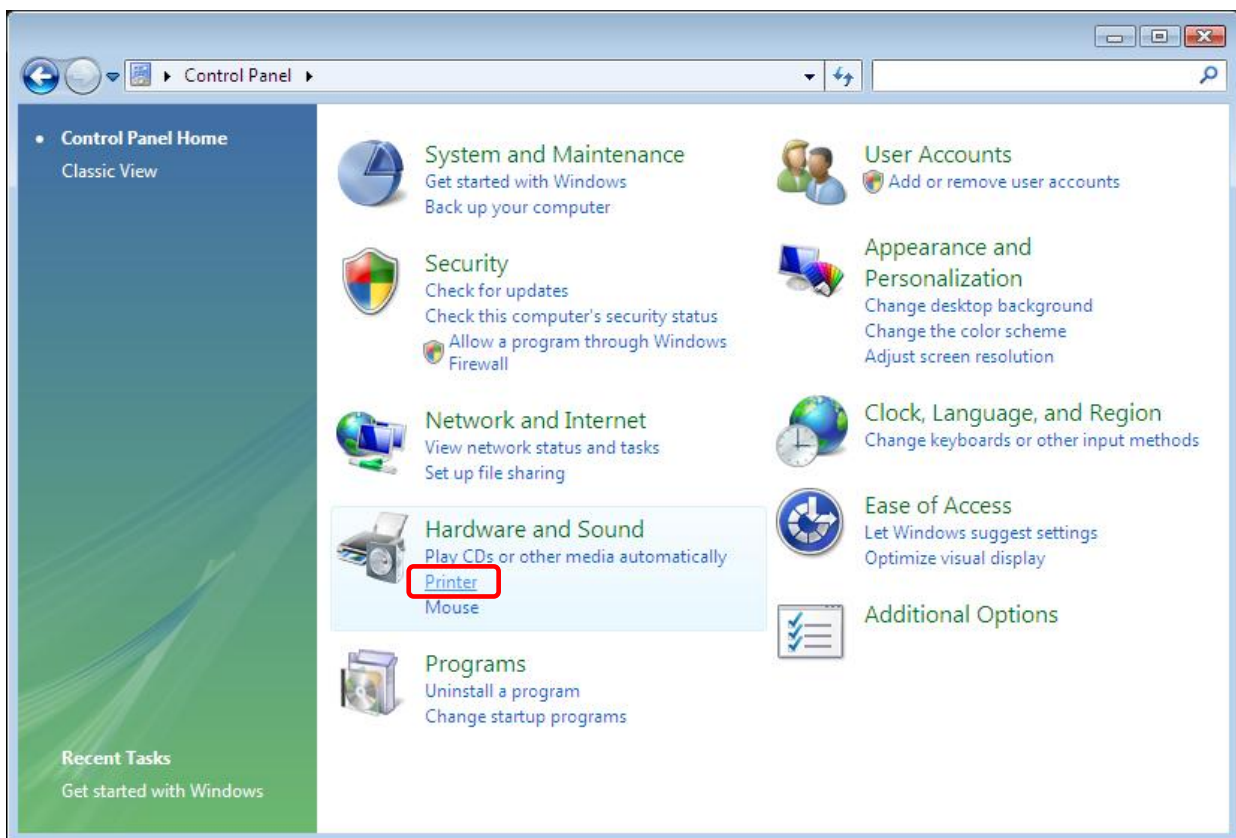 Control Panel
Control Panel Home
Classic View
Recent Tasks
Get started with Windows
System and Maintenance
Get started with Windows
Back up your computer
Security
Check for updates
Check this computer's security status
Allow a program through Windows
Firewall
Network and Internet
View network status and tasks
Set up file sharing
Hardware and Sound
Play CDs or other media automatically
Printer
Mouse
Programs
Uninstall a program
Change startup programs
User Accounts
Add or remove user accounts
Appearance and
Personalization
Change desktop background
Change the color scheme
Adjust screen resolution
Clock, Language, and Region
Change keyboards or other input methods
Ease of Access
Let Windows suggest settings
Optimize visual display
Additional Options